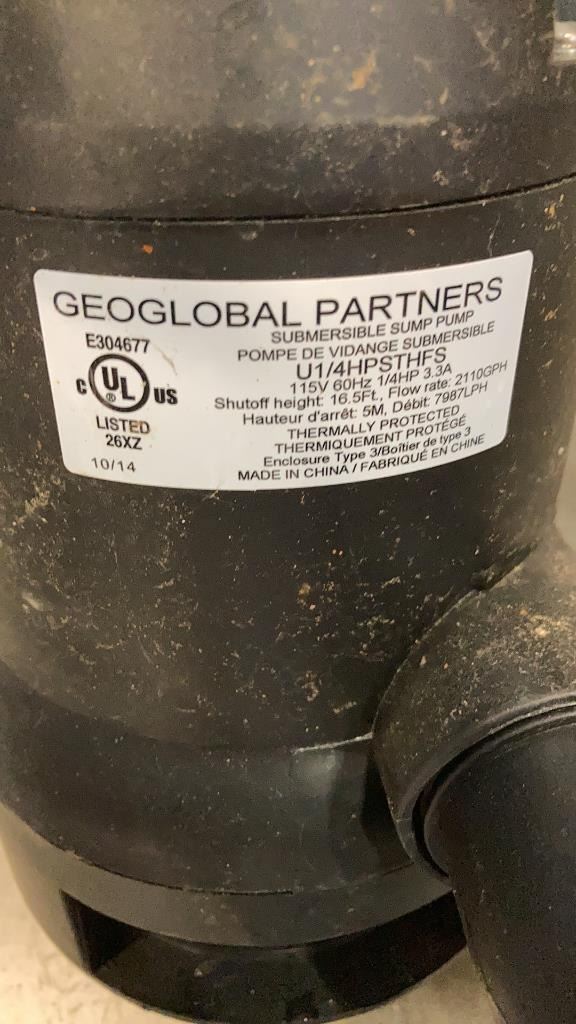 GEOGLOBAL PARTNERS
SUBMERSIBLE SUMP PUMP
POMPE DE VIDANGE SUBMERSIBLE
U1/4HPSTHFS
115V 60Hz 1/4HP 3.3A
Shutoff height: 16.5Ft, Flow rate: 2110GPH
Hauteur d'arrêt: 5M, Débit: 7987LPH
THERMALLY PROTECTED
THERMIQUEMENT PROTÉGÉ
Enclosure Type 3/Boîtier de type 3
MADE IN CHINA / FABRIQUÉ EN CHINE
E304677
C UL ® US
LISTED
26XZ
10/14